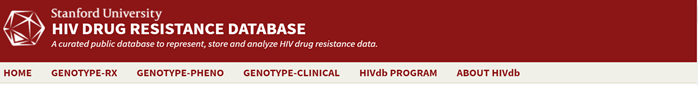 Stanford University
HIV DRUG RESISTANCE DATABASE
A curated public database to represent, store and analyze HIV drug resistance data.
HOME GENOTYPE-RX GENOTYPE-PHENO GENOTYPE-CLINICAL HIVdb PROGRAM ABOUT HIVdb